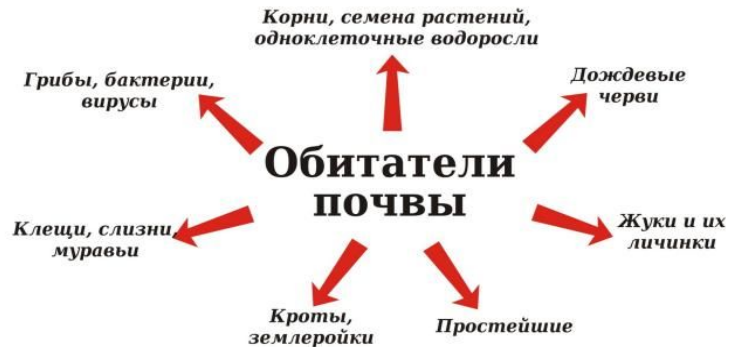 Корни, семена растений,
одноклеточные водоросли
Грибы, бактерии,
вирусы
Дождевые
черви
Обитатели
почвы
Клещи, слизни,
муравьи
Жуки и их
личинки
Кроты,
землеройки
Простейшие